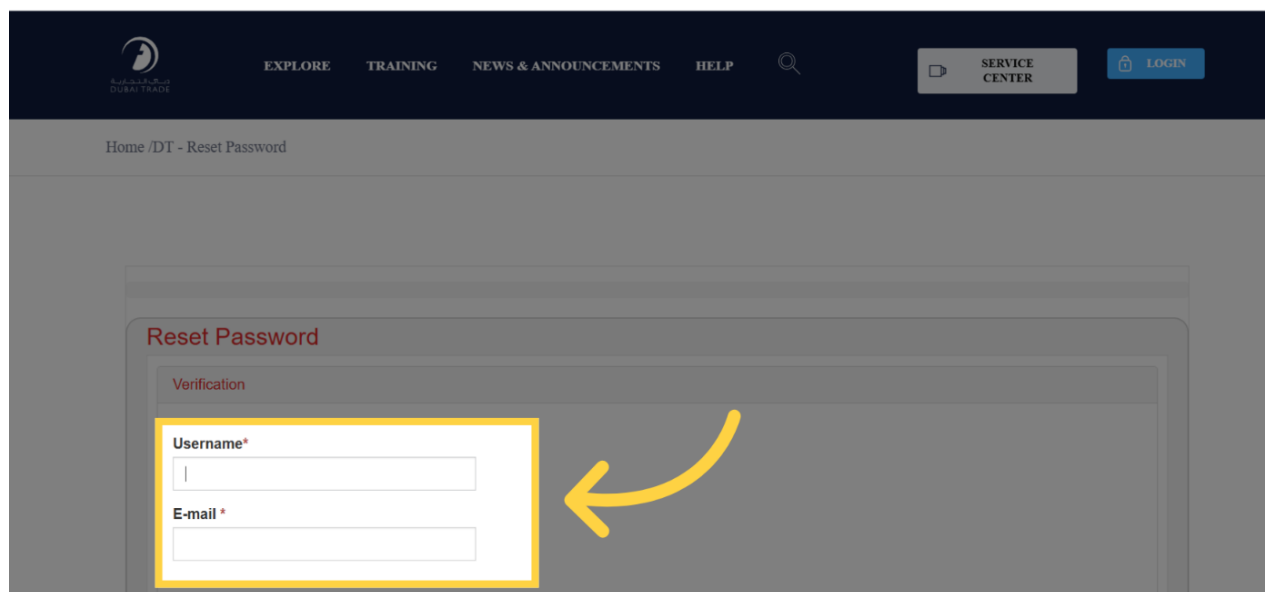 EXPLORE
TRAINING
NEWS & ANNOUNCEMENTS
HELP
SERVICE
CENTER
LOGIN
DUBAI TRADE
Home /DT - Reset Password
Reset Password
Verification
Username*
E-mail *